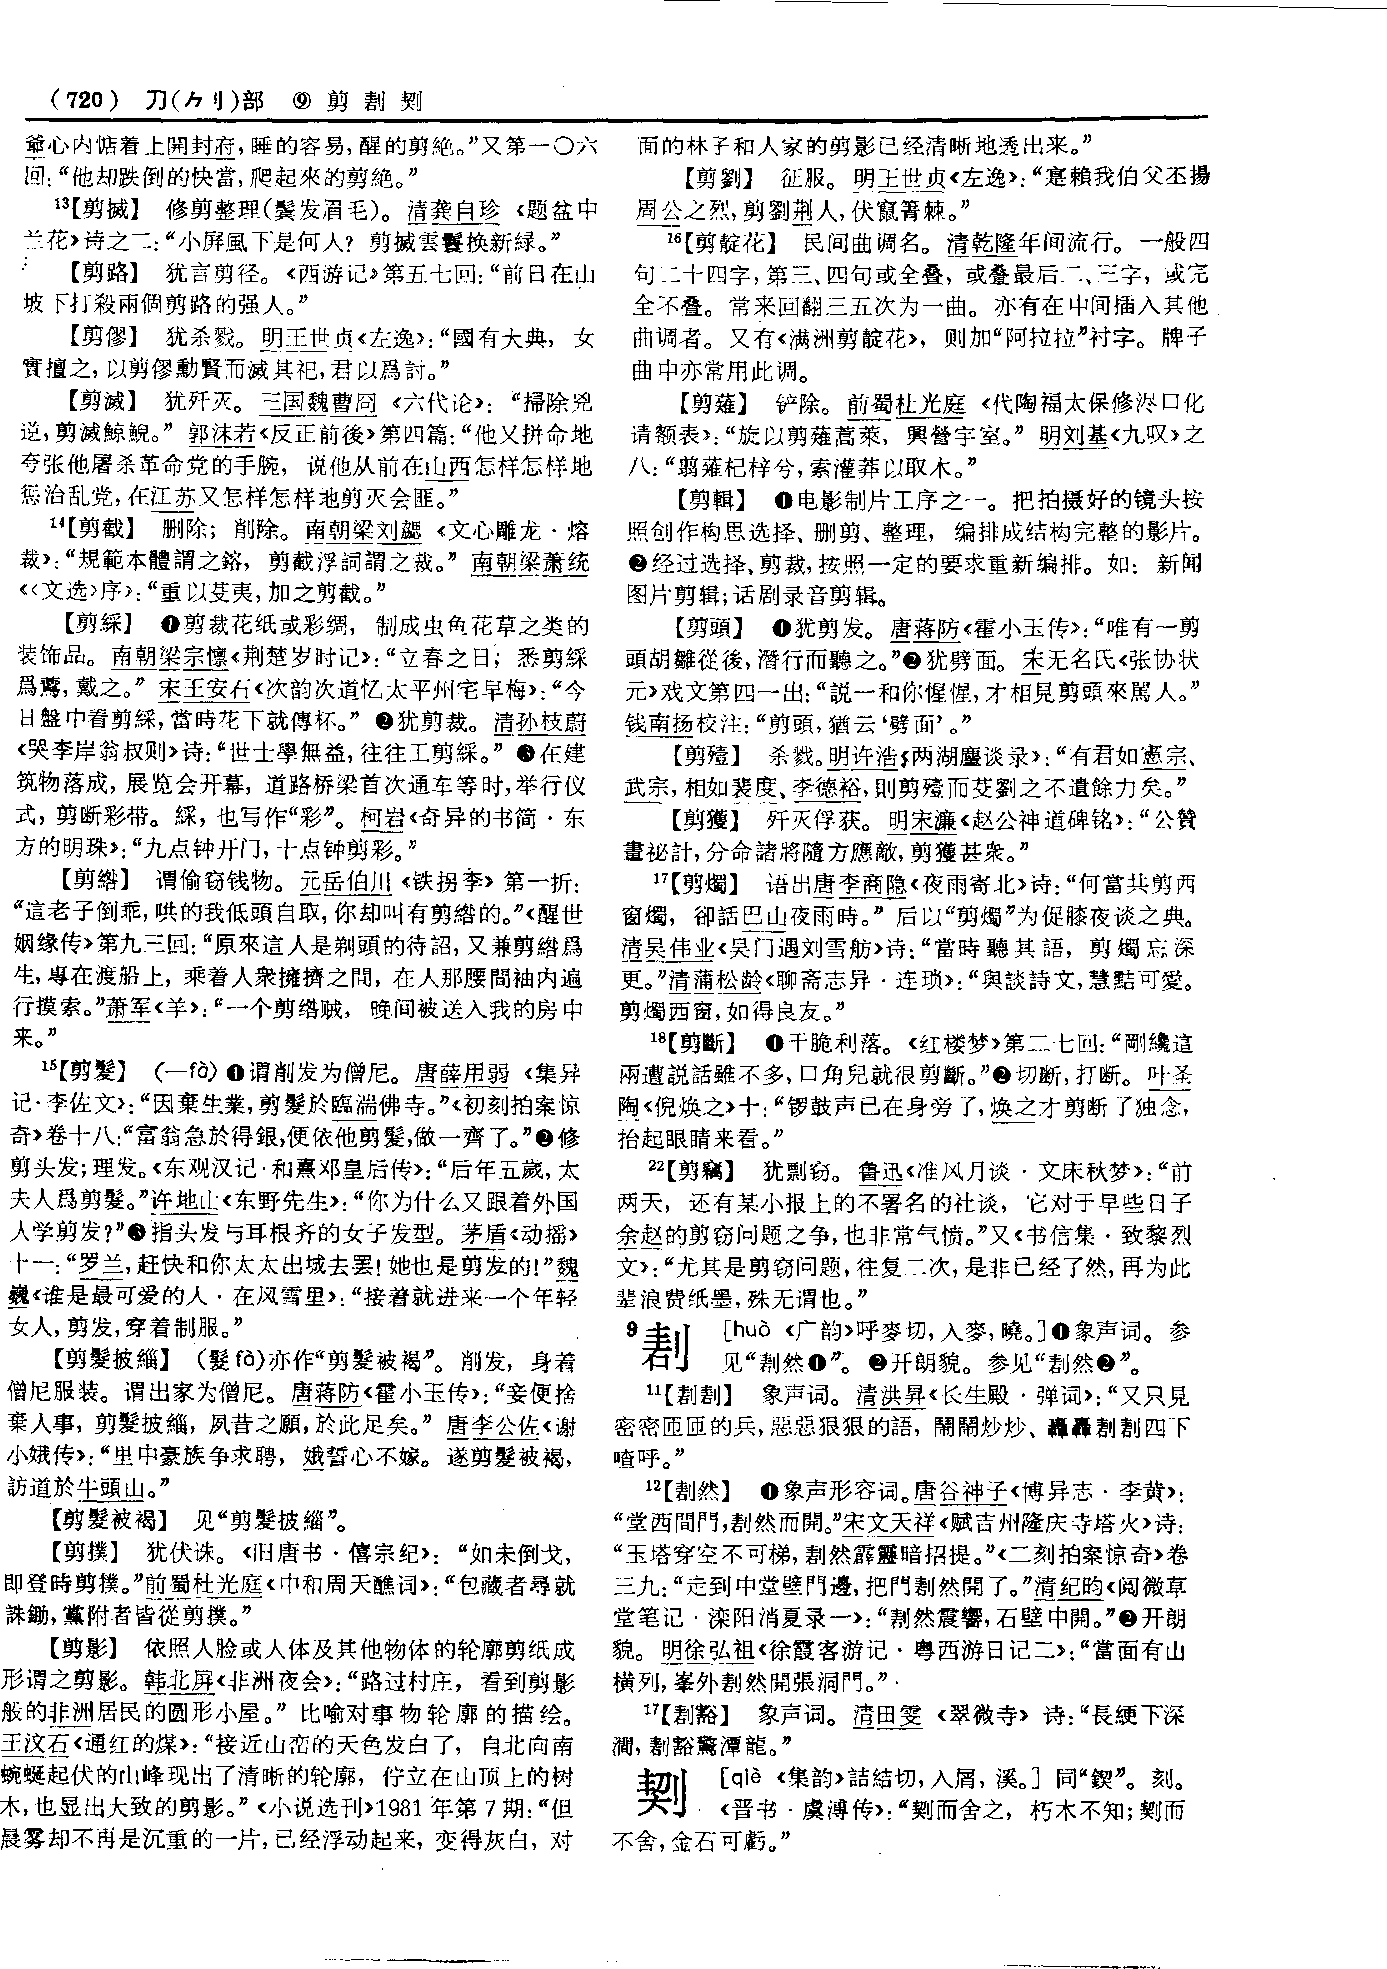 (720) 刀(⺈刂)部 ⑨ 剪 劐 剨
爺心内惦着上開封府，睡的容易，醒的剪絶。”又第一〇六
回：“他却跌倒的快當，爬起來的剪絶。”
13【剪搣】 修剪整理(鬓发眉毛)。清龚自珍《题盆中
兰花》诗之二：“小屏風下是何人？剪搣雲鬟换新緑。”
【剪路】 犹言剪径。《西游记》第五七回：“前日在山
坡下打殺兩個剪路的强人。”
【剪僇】 犹杀戮。明王世贞《左逸》：“國有大典，女
實擅之，以剪僇勳賢而滅其祀，君以爲討。”
【剪滅】 犹歼灭。三国魏曹冏《六代论》：“掃除兇
逆，剪滅鯨鯢。”郭沫若《反正前後》第四篇：“他又拼命地
夸张他屠杀革命党的手腕，说他从前在山西怎样怎样地
惩治乱党，在江苏又怎样怎样地剪灭会匪。”
14【剪截】 删除；削除。南朝梁刘勰《文心雕龙·熔
裁》：“規範本體謂之鎔，剪截浮詞謂之裁。”南朝梁萧统
《〈文选〉序》：“重以芟夷，加之剪截。”
【剪綵】 ❶剪裁花纸或彩绸，制成虫鱼花草之类的
装饰品。南朝梁宗懔《荆楚岁时记》：“立春之日，悉剪綵
爲鷰，戴之。”宋王安石《次韵次道忆太平州宅早梅》：“今
日盤中看剪綵，當時花下就傳杯。”❷犹剪裁。清孙枝蔚
《哭李岸翁叔则》诗：“世士學無益，往往工剪綵。”❸在建
筑物落成，展览会开幕，道路桥梁首次通车等时，举行仪
式，剪断彩带。綵，也写作“彩”。柯岩《奇异的书简·东
方的明珠》：“九点钟开门，十点钟剪彩。”
【剪綹】 谓偷窃钱物。元岳伯川《铁拐李》第一折：
“這老子倒乖，哄的我低頭自取，你却叫有剪綹的。”《醒世
姻缘传》第九三回：“原來這人是剃頭的待詔，又兼剪綹爲
生，專在渡船上，乘着人衆擁擠之間，在人那腰間袖内遍
行摸索。”萧军《羊》：“一个剪绺贼，晚间被送入我的房中
来。”
15【剪髮】 (—fà)❶谓削发为僧尼。唐薛用弱《集异
记·李佐文》：“因棄生業，剪髮於臨湍佛寺。”《初刻拍案惊
奇》卷十八：“富翁急於得銀，便依他剪髮，做一齊了。”❷修
剪头发；理发。《东观汉记·和熹邓皇后传》：“后年五歲，太
夫人爲剪髮。”许地山《东野先生》：“你为什么又跟着外国
人学剪发？”❸指头发与耳根齐的女子发型。茅盾《动摇》
十一：“罗兰，赶快和你太太出城去罢！她也是剪发的！”魏
巍《谁是最可爱的人·在风雪里》：“接着就进来一个年轻
女人，剪发，穿着制服。”
【剪髮披緇】 (髮fà)亦作“剪髮被褐”。削发，身着
僧尼服装。谓出家为僧尼。唐蒋防《霍小玉传》：“妾便捨
棄人事，剪髮披緇，夙昔之願，於此足矣。”唐李公佐《谢
小娥传》：“里中豪族争求聘，娥誓心不嫁。遂剪髮被褐，
訪道於牛頭山。”
【剪髮被褐】 见“剪髮披緇”。
【剪撲】 犹伏诛。《旧唐书·僖宗纪》：“如未倒戈，
即登時剪撲。”前蜀杜光庭《中和周天醮词》：“包藏者尋就
誅鋤，黨附者皆從剪撲。”
【剪影】 依照人脸或人体及其他物体的轮廓剪纸成
形谓之剪影。韩北屏《非洲夜会》：“路过村庄，看到剪影
般的非洲居民的圆形小屋。”比喻对事物轮廓的描绘。
王汶石《通红的煤》：“接近山峦的天色发白了，自北向南
蜿蜒起伏的山峰现出了清晰的轮廓，伫立在山顶上的树
木，也显出大致的剪影。”《小说选刊》1981年第7期：“但
晨雾却不再是沉重的一片，已经浮动起来，变得灰白，对
面的林子和人家的剪影已经清晰地透出来。”
【剪劉】 征服。明王世贞《左逸》：“寔賴我伯父丕揚
周公之烈，剪劉荆人，伏竄箐棘。”
16【剪靛花】 民间曲调名。清乾隆年间流行。一般四
句二十四字，第三、四句或全叠，或叠最后二、三字，或完
全不叠。常来回翻三五次为一曲。亦有在中间插入其他
曲调者。又有《满洲剪靛花》，则加“阿拉拉”衬字。牌子
曲中亦常用此调。
【剪薙】 铲除。前蜀杜光庭《代陶福太保修浕口化
请额表》：“旋以剪薙蒿萊，興營宇室。”明刘基《九叹》之
八：“剪薙杞梓兮，索灌莽以取木。”
【剪輯】 ❶电影制片工序之一。把拍摄好的镜头按
照创作构思选择、删剪、整理，编排成结构完整的影片。
❷经过选择、剪裁，按照一定的要求重新编排。如：新闻
图片剪辑；话剧录音剪辑。
【剪頭】 ❶犹剪发。唐蒋防《霍小玉传》：“唯有一剪
頭胡雛從後，潛行而聽之。”❷犹劈面。宋无名氏《张协状
元》戏文第四一出：“説一和你惺惺，才相見剪頭來罵人。”
钱南扬校注：“剪頭，猶云‘劈面’。”
【剪殪】 杀戮。明许浩《两湖麈谈录》：“有君如憲宗、
武宗，相如裴度、李德裕，則剪殪而芟劉之不遺餘力矣。”
【剪獲】 歼灭俘获。明宋濂《赵公神道碑铭》：“公贊
畫祕計，分命諸將隨方應敵，剪獲甚衆。”
17【剪燭】 语出唐李商隐《夜雨寄北》诗：“何當共剪西
窗燭，卻話巴山夜雨時。”后以“剪燭”为促膝夜谈之典。
清吴伟业《吴门遇刘雪舫》诗：“當時聽其語，剪燭忘深
更。”清蒲松龄《聊斋志异·连琐》：“與談詩文，慧黠可愛。
剪燭西窗，如得良友。”
18【剪斷】 ❶干脆利落。《红楼梦》第二七回：“剛纔這
兩遭説話雖不多，口角兒就很剪斷。”❷切断，打断。叶圣
陶《倪焕之》十：“锣鼓声已在身旁了，焕之才剪断了独念，
抬起眼睛来看。”
22【剪竊】 犹剽窃。鲁迅《准风月谈·文床秋梦》：“前
两天，还有某小报上的不署名的社谈，它对于早些日子
余赵的剪窃问题之争，也非常气愤。”又《书信集·致黎烈
文》：“尤其是剪窃问题，往复二次，是非已经了然，再为此
辈浪费纸墨，殊无谓也。”
9 剨 [huò《广韵》呼麥切，入麥，曉。]❶象声词。参
见“剨然❶”。❷开朗貌。参见“剨然❷”。
11【剨剨】 象声词。清洪昇《长生殿·弹词》：“又只見
密密匝匝的兵，惡惡狠狠的語，鬧鬧炒炒、轟轟剨剨四下
喳呼。”
12【剨然】 ❶象声形容词。唐谷神子《博异志·李黄》：
“堂西間門，剨然而開。”宋文天祥《赋吉州隆庆寺塔火》诗：
“玉塔穿空不可梯，剨然霹靂暗招提。”《二刻拍案惊奇》卷
三九：“走到中堂壁門邊，把門剨然開了。”清纪昀《阅微草
堂笔记·滦阳消夏录一》：“剨然震響，石壁中開。”❷开朗
貌。明徐弘祖《徐霞客游记·粤西游日记二》：“當面有山
横列，峯外剨然開張洞門。”
17【剨豁】 象声词。清田雯《翠微寺》诗：“長綆下深
澗，剨豁驚潭龍。”
㓶 [qiè《集韵》詰結切，入屑，溪。]同“鍥”。刻。
《晋书·虞溥传》：“㓶而舍之，朽木不知；㓶而
不舍，金石可虧。”